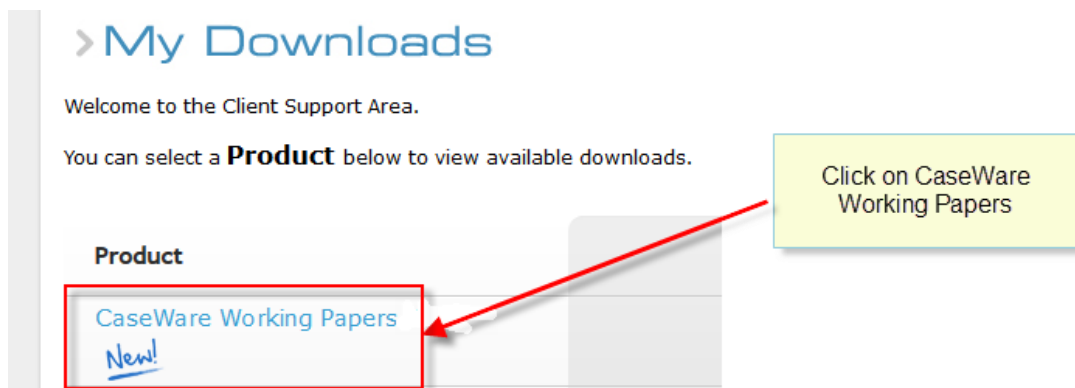 >My Downloads
Welcome to the Client Support Area.
You can select a Product below to view available downloads.
Click on CaseWare
Working Papers
Product
CaseWare Working Papers
New!